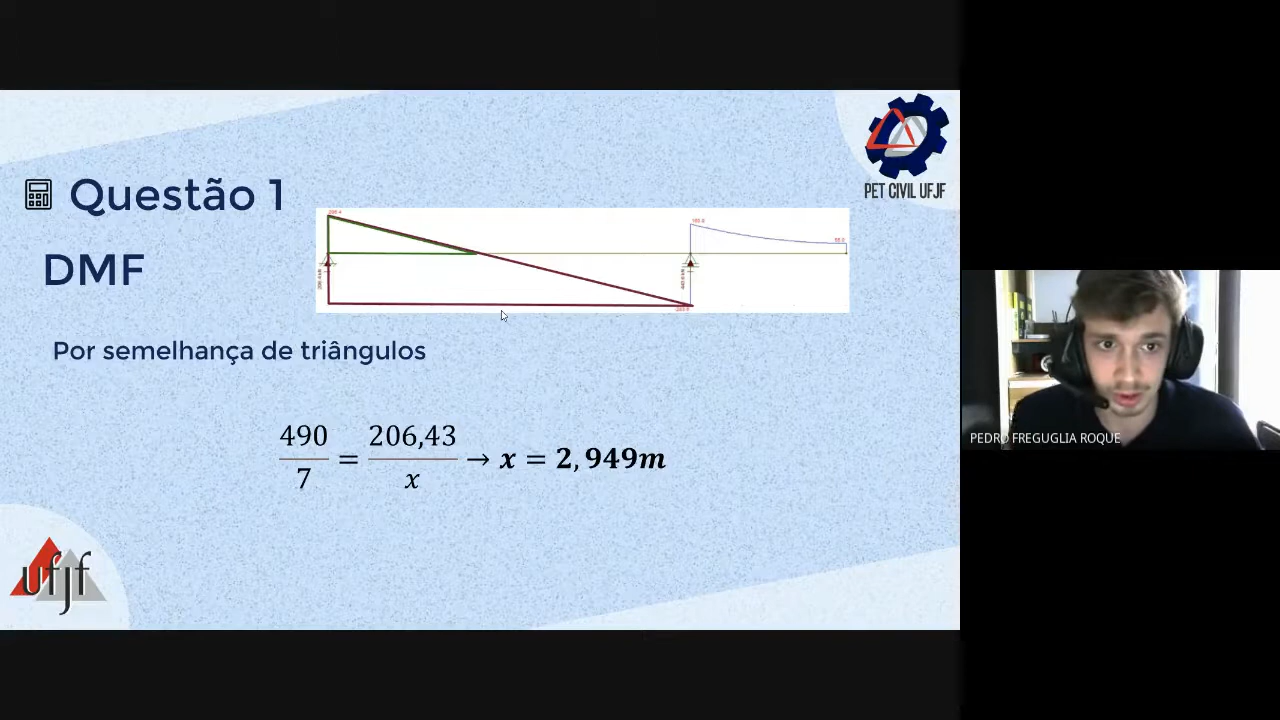 PET CIVIL UFJF
Questão 1
DMF
Por semelhança de triângulos
490/7 = 206,43/x → x = 2,949m
PEDRO FREGUGLIA ROQUE
ufjf